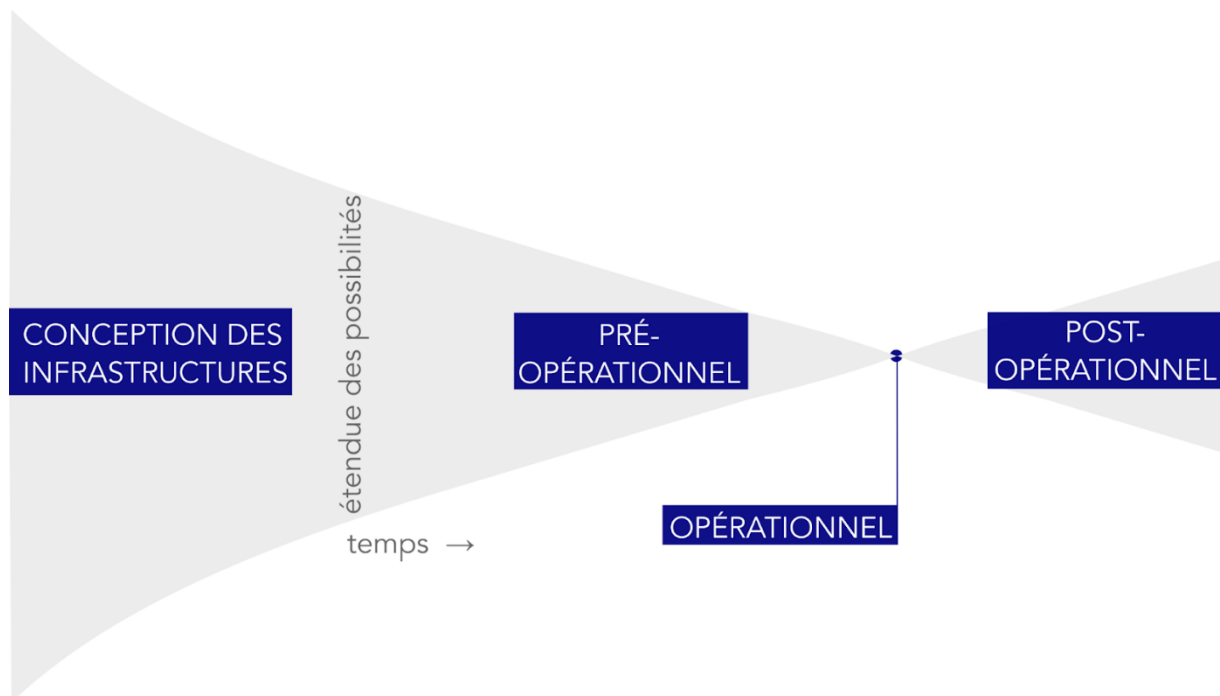 CONCEPTION DES
INFRASTRUCTURES
étendue des possibilités
temps →
PRÉ-
OPÉRATIONNEL
OPÉRATIONNEL
POST-
OPÉRATIONNEL